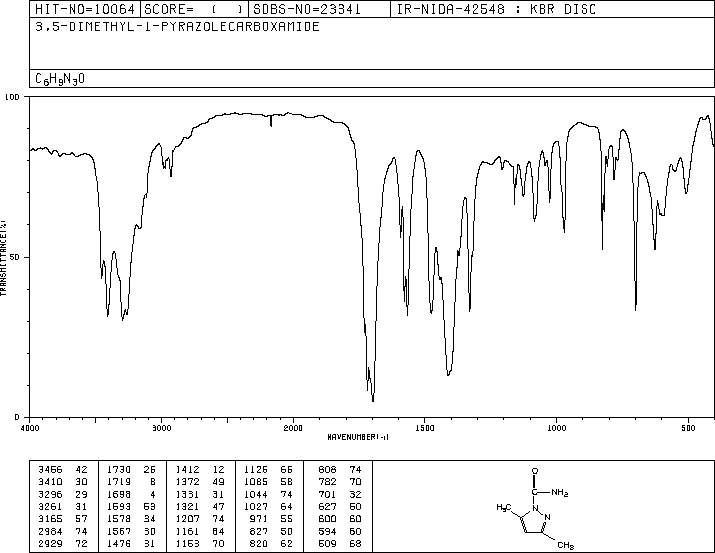 HIT-NO=10064 SCORE= ( ) SDBS-NO=23341 IR-NIDA-42548 : KBR DISC
3,5-DIMETHYL-1-PYRAZOLECARBOXAMIDE
C6H9N3O
100
50
0
TRANSMITTANCE(%)
4000 3000 2000 1500 1000 500
WAVENUMBER(-1)
3466 42 1730 26 1412 12 1126 66 808 74
3410 30 1719 8 1372 49 1085 58 782 70
3296 29 1698 4 1331 31 1044 74 701 32
3261 31 1593 53 1321 47 1027 64 627 50
3165 57 1578 34 1207 74 971 55 600 60
2984 74 1567 30 1161 84 827 50 594 60
2929 72 1476 31 1153 70 820 62 509 68
O
C—NH2
N
CH3
N
CH3